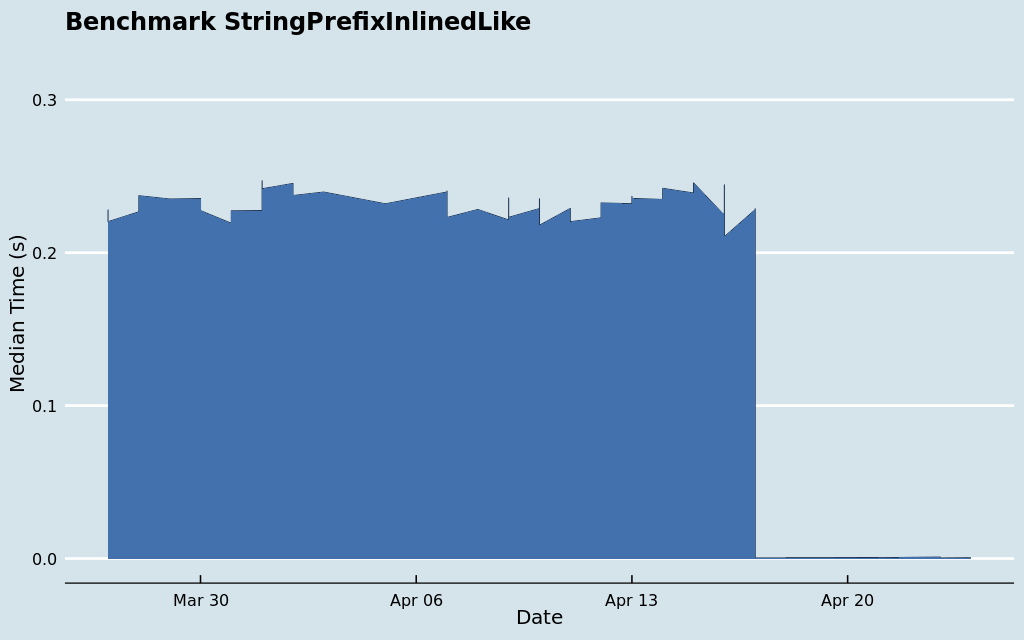 Benchmark StringPrefixInlinedLike
0.3
0.2
0.1
0.0
Median Time (s)
Mar 30
Apr 06
Apr 13
Apr 20
Date